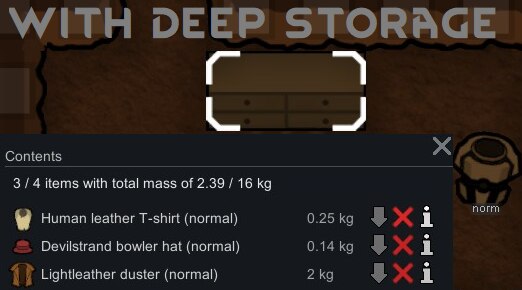 WITH DEEP STORAGE
Contents
3 / 4 items with total mass of 2.39 / 16 kg
Human leather T-shirt (normal) 0.25 kg
Devilstrand bowler hat (normal) 0.14 kg
Lightleather duster (normal) 2 kg
norm